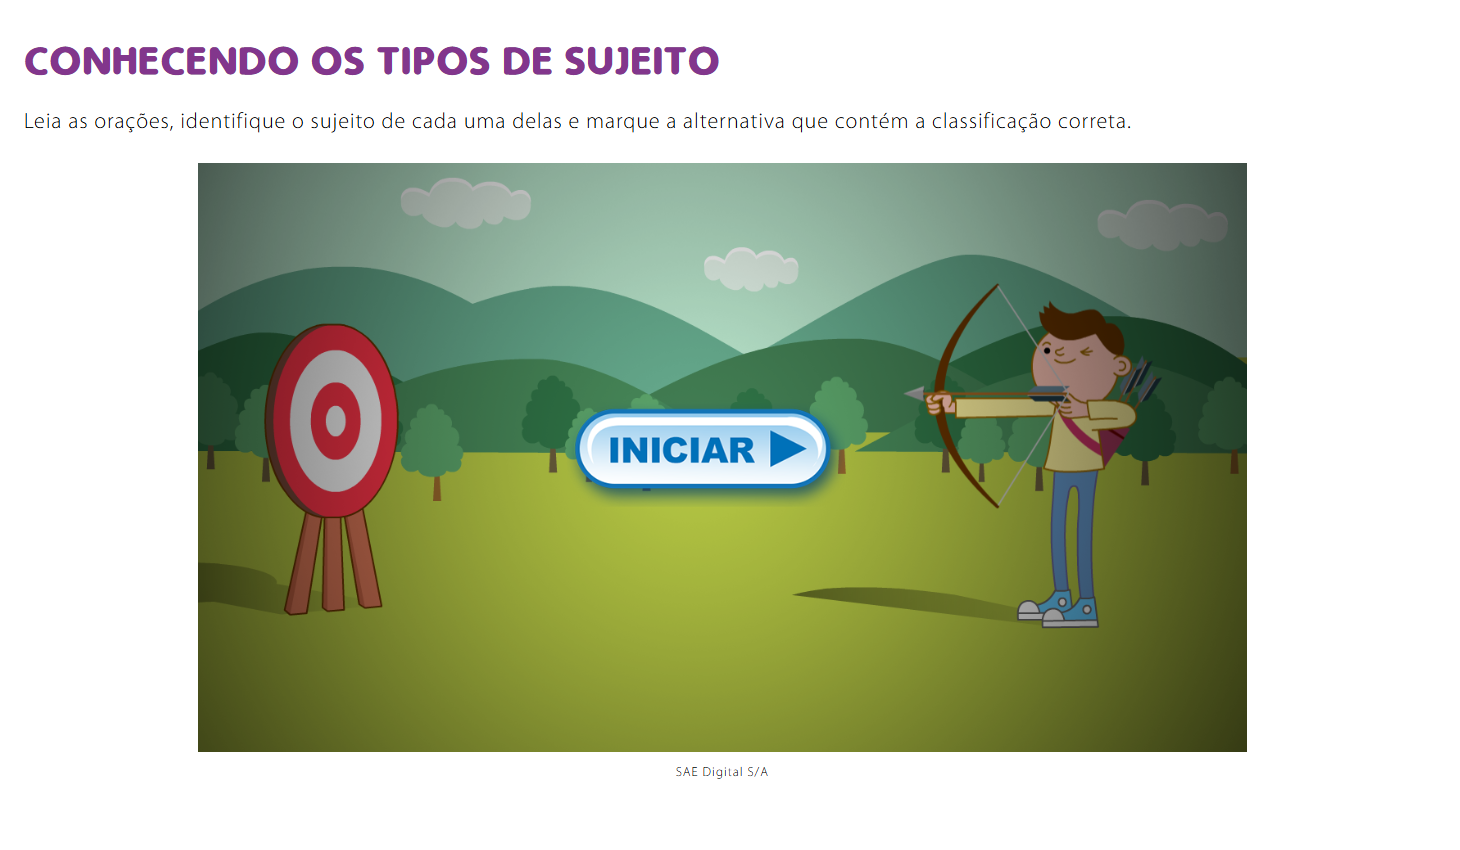 CONHECENDO OS TIPOS DE SUJEITO
Leia as orações, identifique o sujeito de cada uma delas e marque a alternativa que contém a classificação correta.
INICIAR
SAE Digital S/A